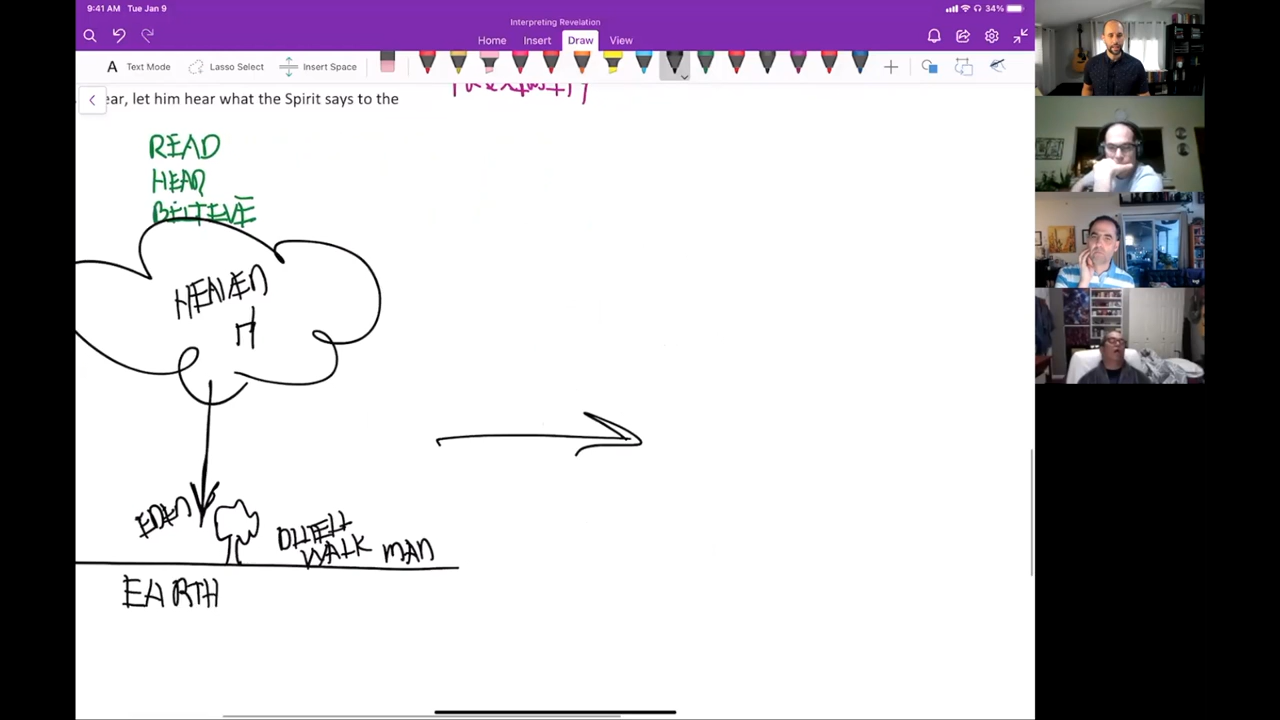 9:41 AM Tue Jan 9
34%
Interpreting Revelation
Home Insert Draw View
Text Mode Lasso Select Insert Space
ear, let him hear what the Spirit says to the
READ
HEAR
BELIEVE
HEAVEN
EDEN
DWELL
WALK MAN
EARTH